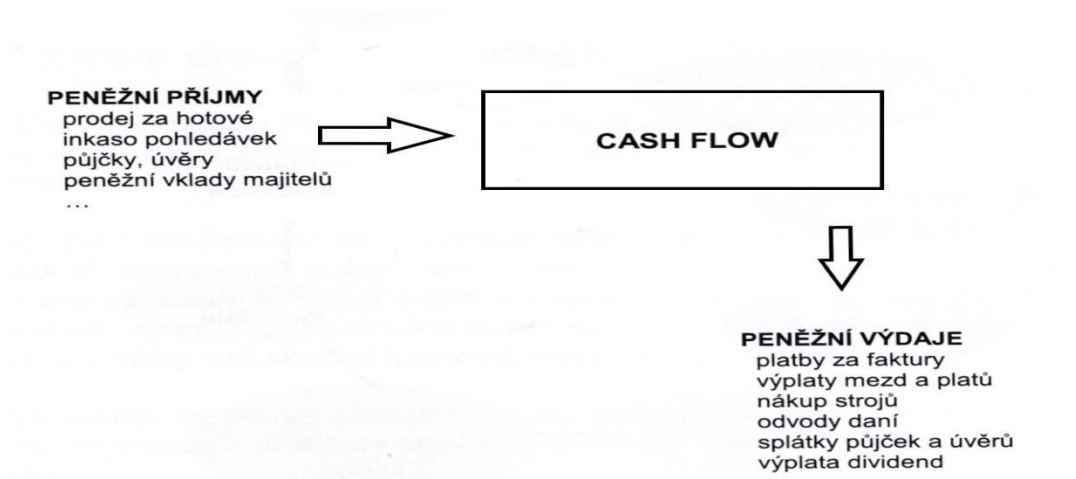 PENĚŽNÍ PŘÍJMY
prodej za hotové
inkaso pohledávek
půjčky, úvěry
peněžní vklady majitelů
...
CASH FLOW
PENĚŽNÍ VÝDAJE
platby za faktury
výplaty mezd a platů
nákup strojů
odvody daní
splátky půjček a úvěrů
výplata dividend